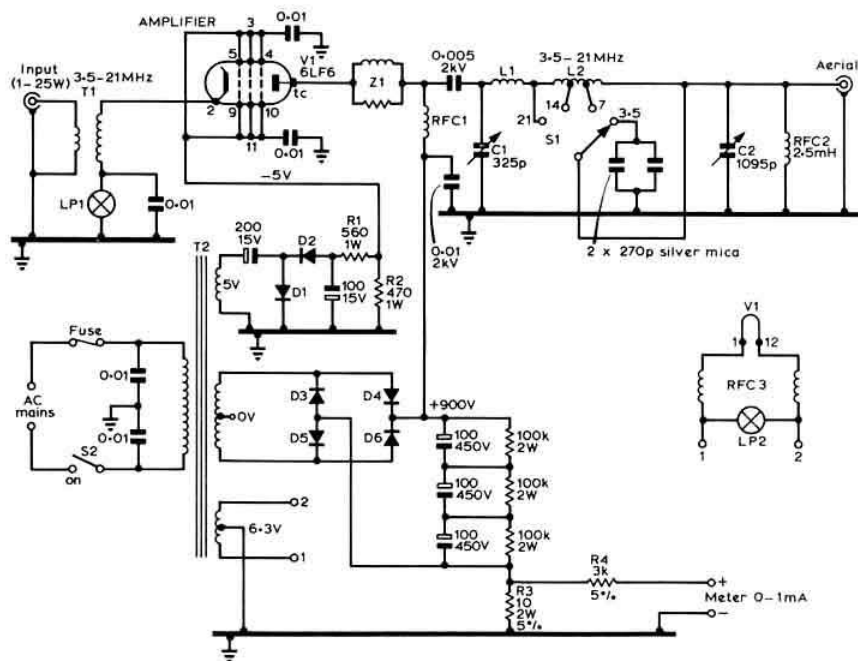 AMPLIFIER
Input
(1-25W)
3·5-21MHz
T1
3
0·01
5
4
V1
6LF6
2
9
10
tc
11
0·01
Z1
0·005
2kV
L1
3·5-21MHz
L2
14
7
21
S1
3·5
Aerial
RFC1
C1
325p
C2
1095p
RFC2
2·5mH
LP1
0·01
-5V
0·01
2kV
2 x 270p silver mica
T2
200
15V
D2
R1
560
1W
5V
D1
100
15V
R2
470
1W
Fuse
0·01
AC
mains
0·01
S2
on
0V
D3
D4
D5
D6
+900V
100
450V
100k
2W
100
450V
100k
2W
100
450V
100k
2W
V1
1
12
RFC3
LP2
1
2
6·3V
2
1
R3
10
2W
5%
R4
3k
5%
+
Meter 0-1mA
-